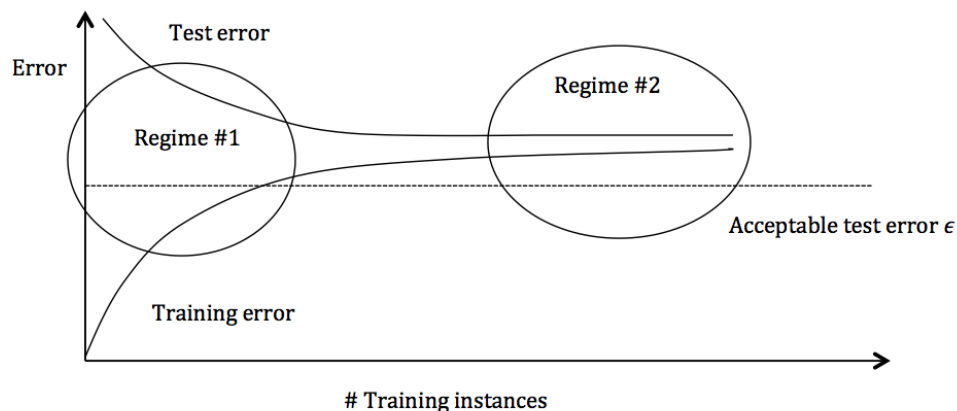 Test error
Error
Regime #2
Regime #1
Acceptable test error ϵ
Training error
# Training instances